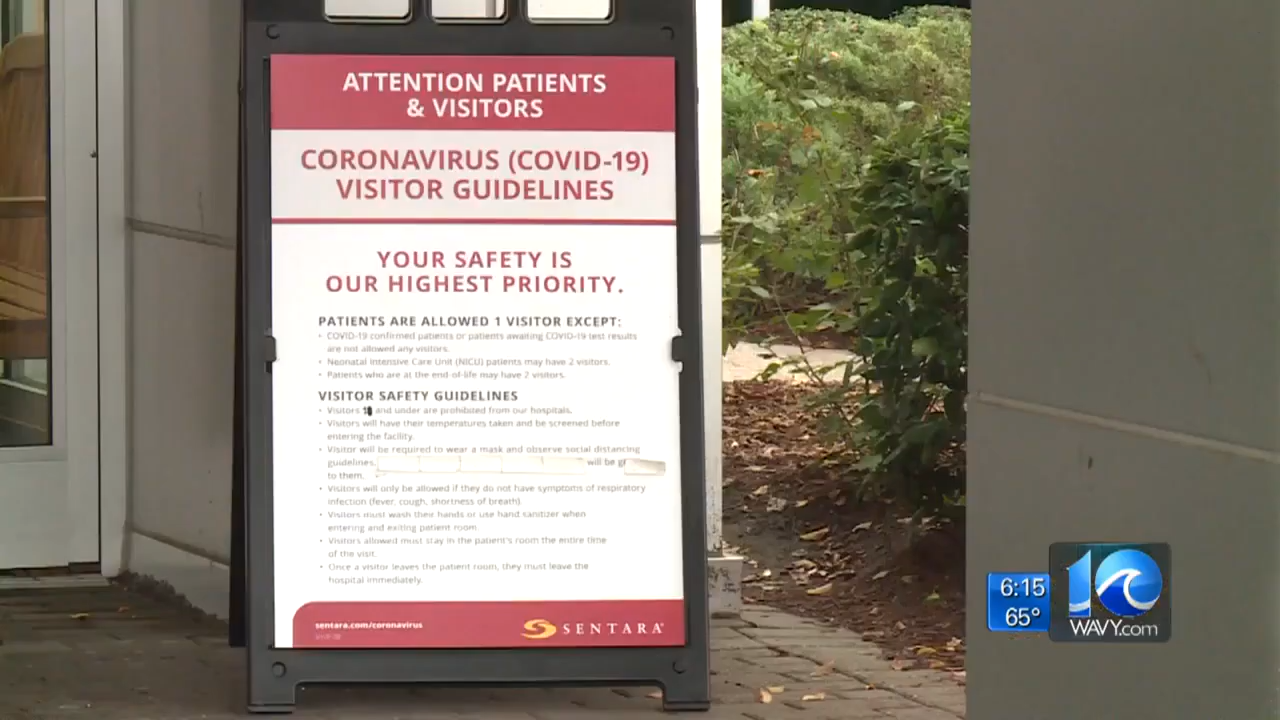 ATTENTION PATIENTS
& VISITORS
CORONAVIRUS (COVID-19)
VISITOR GUIDELINES
YOUR SAFETY IS
OUR HIGHEST PRIORITY.
PATIENTS ARE ALLOWED 1 VISITOR EXCEPT:
• COVID-19 confirmed patients or patients awaiting COVID-19 test results
are not allowed any visitors.
• Neonatal Intensive Care Unit (NICU) patients may have 2 visitors.
• Patients who are at the end-of-life may have 2 visitors.
VISITOR SAFETY GUIDELINES
• Visitors and under are prohibited from our hospitals.
• Visitors will have their temperatures taken and be screened before
entering the facility.
• Visitor will be required to wear a mask and observe social distancing
guidelines. will be
to them.
• Visitors will only be allowed if they do not have symptoms of respiratory
infection (fever, cough, shortness of breath).
• Visitors must wash their hands or use hand sanitizer when
entering and exiting patient room.
• Visitors allowed must stay in the patient's room the entire time
of the visit.
• Once a visitor leaves the patient room, they must leave the
hospital immediately.
sentara.com/coronavirus
SENTARA®
6:15
65°
10
WAVY.com